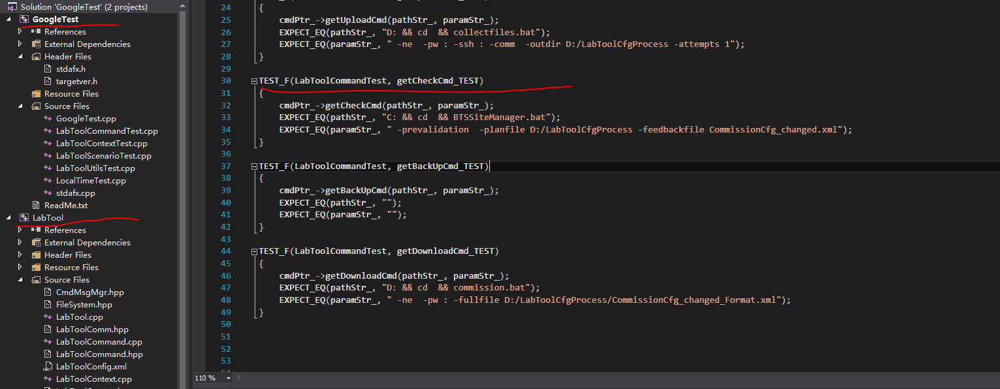 Solution 'GoogleTest' (2 projects)
GoogleTest
References
External Dependencies
Header Files
stdafx.h
targetver.h
Resource Files
Source Files
GoogleTest.cpp
LabToolCommandTest.cpp
LabToolContextTest.cpp
LabToolScenarioTest.cpp
LabToolUtilsTest.cpp
LocalTimeTest.cpp
stdafx.cpp
ReadMe.txt
LabTool
References
External Dependencies
Header Files
Resource Files
Source Files
CmdMsgMgr.hpp
FileSystem.hpp
LabTool.cpp
LabToolComm.hpp
LabToolCommand.cpp
LabToolCommand.hpp
LabToolConfig.xml
LabToolContext.cpp
24 {
25 cmdPtr_->getUploadCmd(pathStr_, paramStr_);
26 EXPECT_EQ(pathStr_, "D: && cd  && collectfiles.bat");
27 EXPECT_EQ(paramStr_, " -ne  -pw : -ssh : -comm  -outdir D:/LabToolCfgProcess -attempts 1");
28 }
29
30 TEST_F(LabToolCommandTest, getCheckCmd_TEST)
31 {
32 cmdPtr_->getCheckCmd(pathStr_, paramStr_);
33 EXPECT_EQ(pathStr_, "C: && cd  && BTSSiteManager.bat");
34 EXPECT_EQ(paramStr_, " -prevalidation  -planfile D:/LabToolCfgProcess -feedbackfile CommissionCfg_changed.xml");
35 }
36
37 TEST_F(LabToolCommandTest, getBackUpCmd_TEST)
38 {
39 cmdPtr_->getBackUpCmd(pathStr_, paramStr_);
40 EXPECT_EQ(pathStr_, "");
41 EXPECT_EQ(paramStr_, "");
42 }
43
44 TEST_F(LabToolCommandTest, getDownloadCmd_TEST)
45 {
46 cmdPtr_->getDownloadCmd(pathStr_, paramStr_);
47 EXPECT_EQ(pathStr_, "D: && cd  && commission.bat");
48 EXPECT_EQ(paramStr_, " -ne  -pw : -fullfile D:/LabToolCfgProcess/CommissionCfg_changed_Format.xml");
49 }
50
51
52
53
110 %